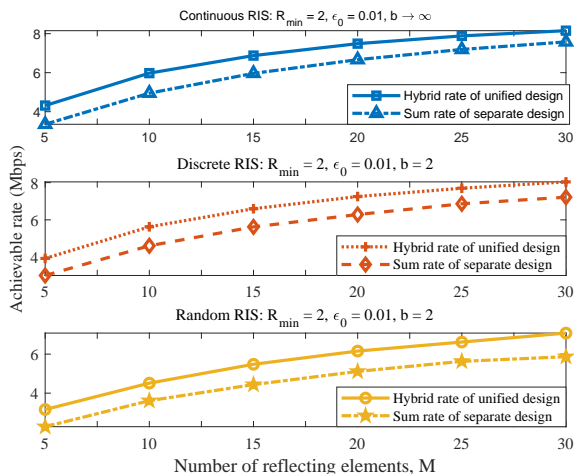 Continuous RIS: R_min = 2, ϵ_0 = 0.01, b → ∞
8
6
4
Hybrid rate of unified design
Sum rate of separate design
5 10 15 20 25 30
Discrete RIS: R_min = 2, ϵ_0 = 0.01, b = 2
Achievable rate (Mbps)
8
6
4
Hybrid rate of unified design
Sum rate of separate design
5 10 15 20 25 30
Random RIS: R_min = 2, ϵ_0 = 0.01, b = 2
6
4
Hybrid rate of unified design
Sum rate of separate design
5 10 15 20 25 30
Number of reflecting elements, M